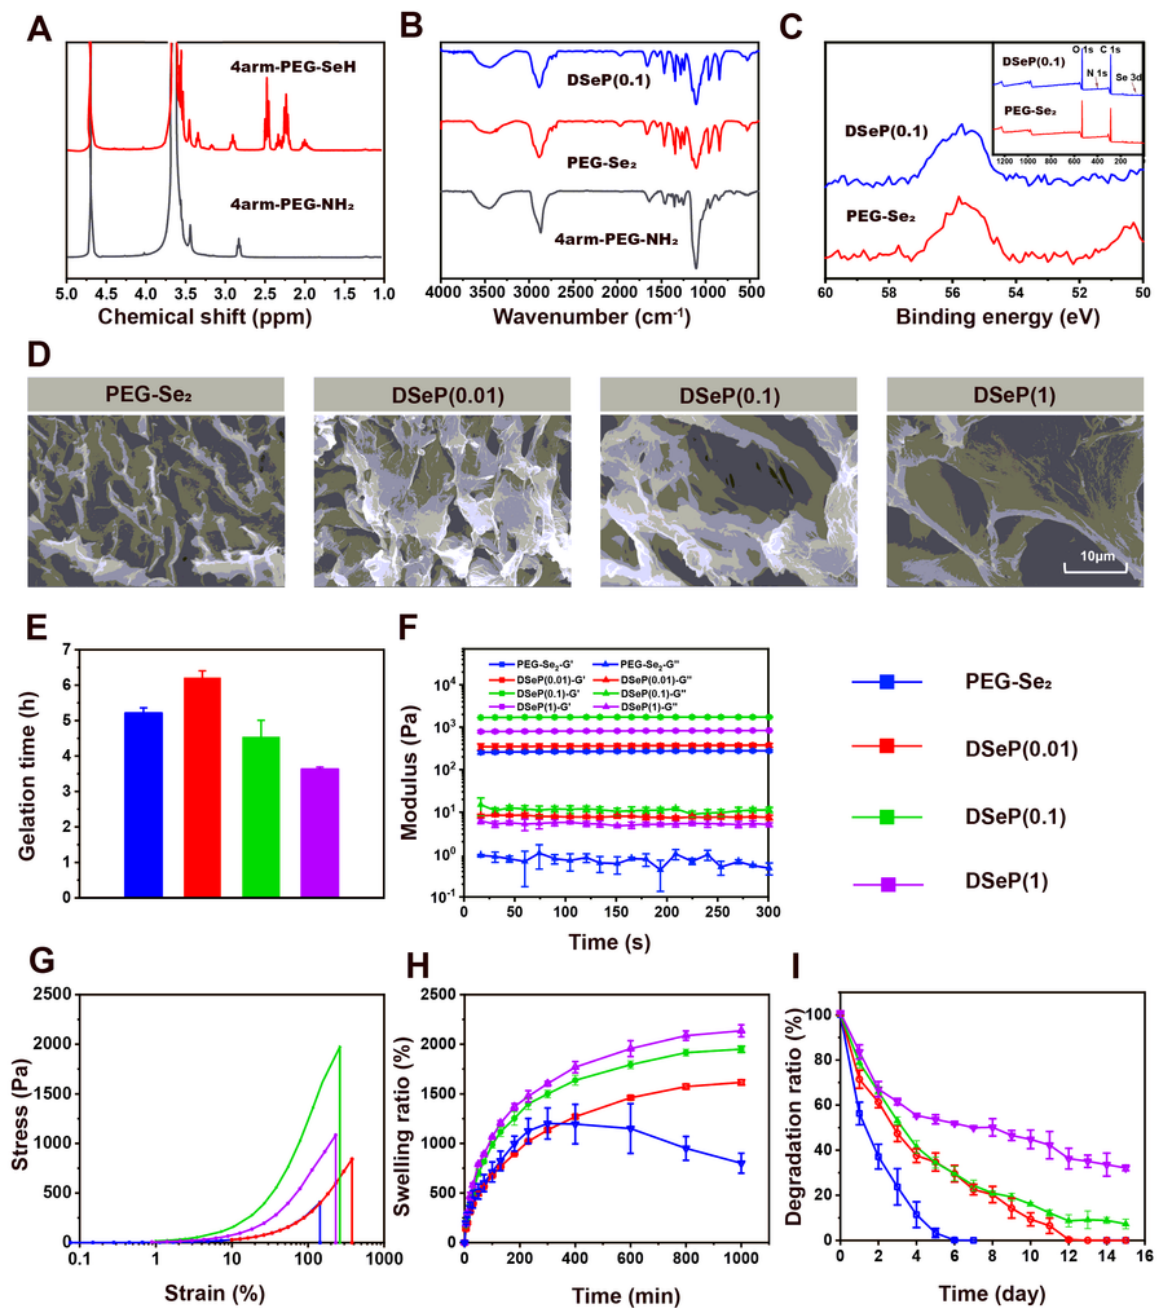 A
4arm-PEG-SeH
4arm-PEG-NH₂
5.0 4.5 4.0 3.5 3.0 2.5 2.0 1.5 1.0
Chemical shift (ppm)
B
DSeP(0.1)
PEG-Se₂
4arm-PEG-NH₂
4000 3500 3000 2500 2000 1500 1000 500
Wavenumber (cm⁻¹)
C
O 1s C 1s
DSeP(0.1)
N 1s
Se 3d
PEG-Se₂
1200 1000 800 600 400 200 0
DSeP(0.1)
PEG-Se₂
60 58 56 54 52 51 50
Binding energy (eV)
D
PEG-Se₂ DSeP(0.01) DSeP(0.1) DSeP(1)
10μm
E
7
6
5
4
3
2
1
0
Gelation time (h)
F
PEG-Se₂-G' PEG-Se₂-G"
DSeP(0.01)-G' DSeP(0.01)-G"
DSeP(0.1)-G' DSeP(0.1)-G"
DSeP(1)-G' DSeP(1)-G"
10⁴
10³
10²
10¹
10⁰
10⁻¹
Modulus (Pa)
0 50 100 150 200 250 300
Time (s)
PEG-Se₂
DSeP(0.01)
DSeP(0.1)
DSeP(1)
G
2500
2000
1500
1000
500
0
Stress (Pa)
0.1 1 10 100 1000
Strain (%)
H
2500
2000
1500
1000
500
0
Swelling ratio (%)
0 200 400 600 800 1000
Time (min)
I
100
80
60
40
20
0
Degradation ratio (%)
0 2 4 6 8 10 12 14 16
Time (day)